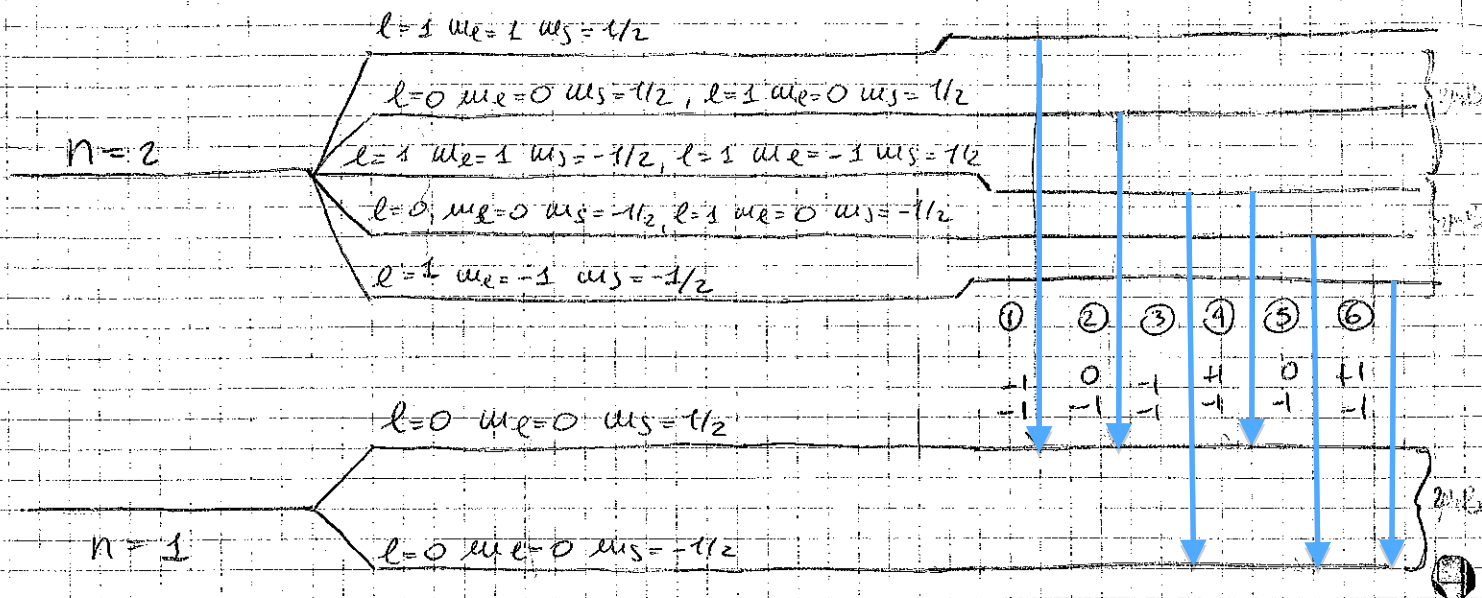 l=1 ml=1 ms=1/2
l=0 ml=0 ms=1/2, l=1 ml=0 ms=1/2
n=2
l=1 ml=1 ms=-1/2, l=1 ml=-1 ms=1/2
l=0, ml=0 ms=-1/2, l=1 ml=0 ms=-1/2
l=1 ml=-1 ms=-1/2
① ② ③ ④ ⑤ ⑥
-1 0 -1 +1 0 +1
-1 -1 -1 -1 -1 -1
l=0 ml=0 ms=1/2
n=1
l=0 ml=0 ms=-1/2